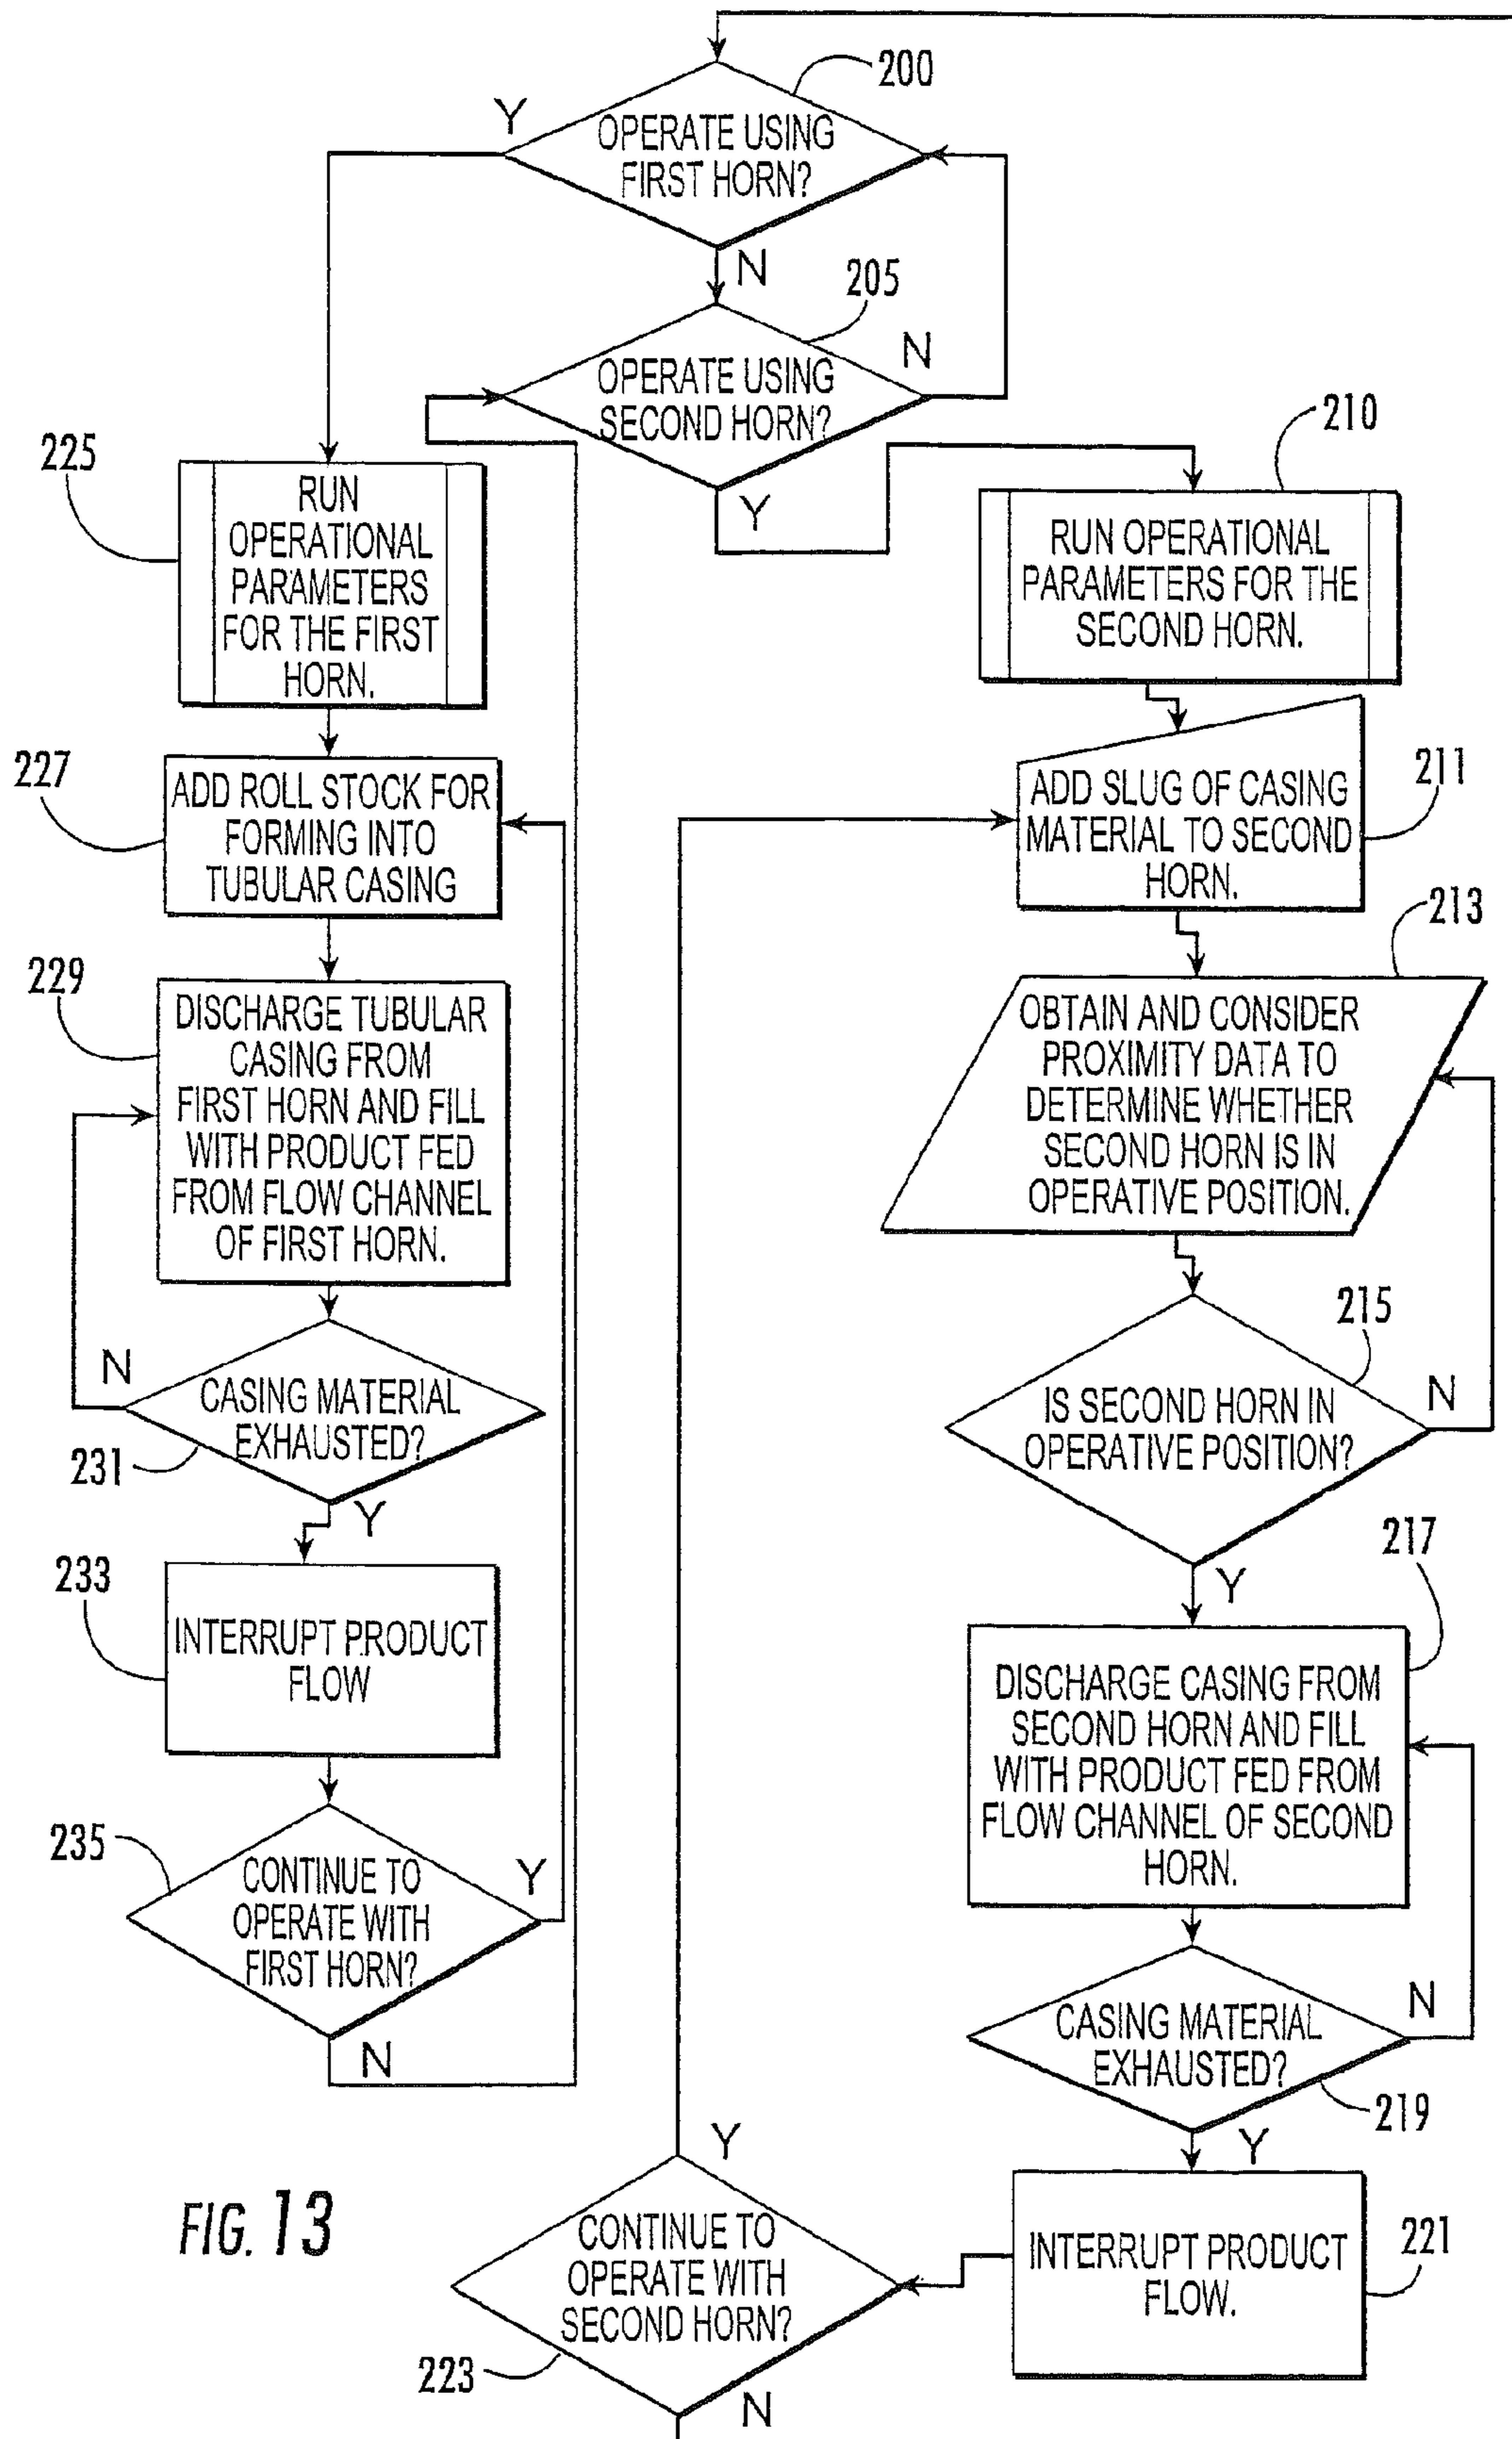 200
Y
OPERATE USING
FIRST HORN?
N
205
N
OPERATE USING
SECOND HORN?
Y
225
RUN
OPERATIONAL
PARAMETERS
FOR THE FIRST
HORN.
210
RUN OPERATIONAL
PARAMETERS FOR THE
SECOND HORN.
227
ADD ROLL STOCK FOR
FORMING INTO
TUBULAR CASING
211
ADD SLUG OF CASING
MATERIAL TO SECOND
HORN.
229
DISCHARGE TUBULAR
CASING FROM
FIRST HORN AND FILL
WITH PRODUCT FED
FROM FLOW CHANNEL
OF FIRST HORN.
213
OBTAIN AND CONSIDER
PROXIMITY DATA TO
DETERMINE WHETHER
SECOND HORN IS IN
OPERATIVE POSITION.
N
CASING MATERIAL
EXHAUSTED?
231
Y
215
IS SECOND HORN IN
OPERATIVE POSITION?
N
Y
233
INTERRUPT PRODUCT
FLOW
217
DISCHARGE CASING FROM
SECOND HORN AND FILL
WITH PRODUCT FED FROM
FLOW CHANNEL OF SECOND
HORN.
235
CONTINUE TO
OPERATE WITH
FIRST HORN?
Y
N
CASING MATERIAL
EXHAUSTED?
N
219
Y
Y
CONTINUE TO
OPERATE WITH
SECOND HORN?
223
N
INTERRUPT PRODUCT
FLOW.
221
FIG. 13